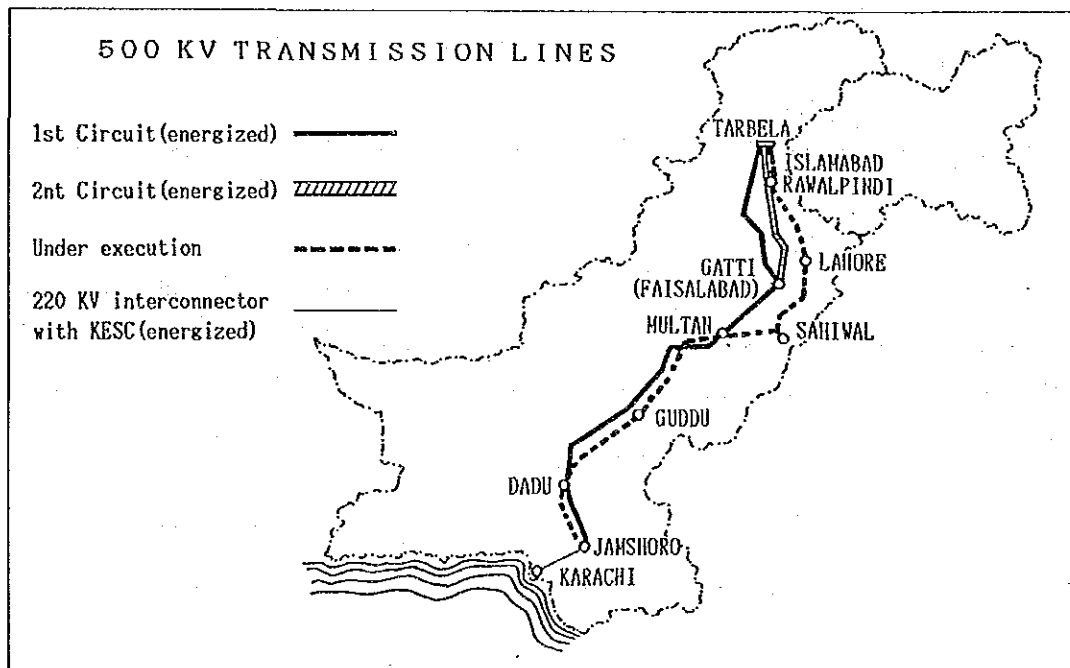 500 KV TRANSMISSION LINES
1st Circuit(energized)
2nt Circuit(energized)
Under execution
220 KV interconnector
with KESC(energized)
TARBELA
ISLAMABAD
RAWALPINDI
LAHORE
GATTI
(FAISALABAD)
MULTAN
SAHIWAL
GUDDU
DADU
JAMSHORO
KARACHI